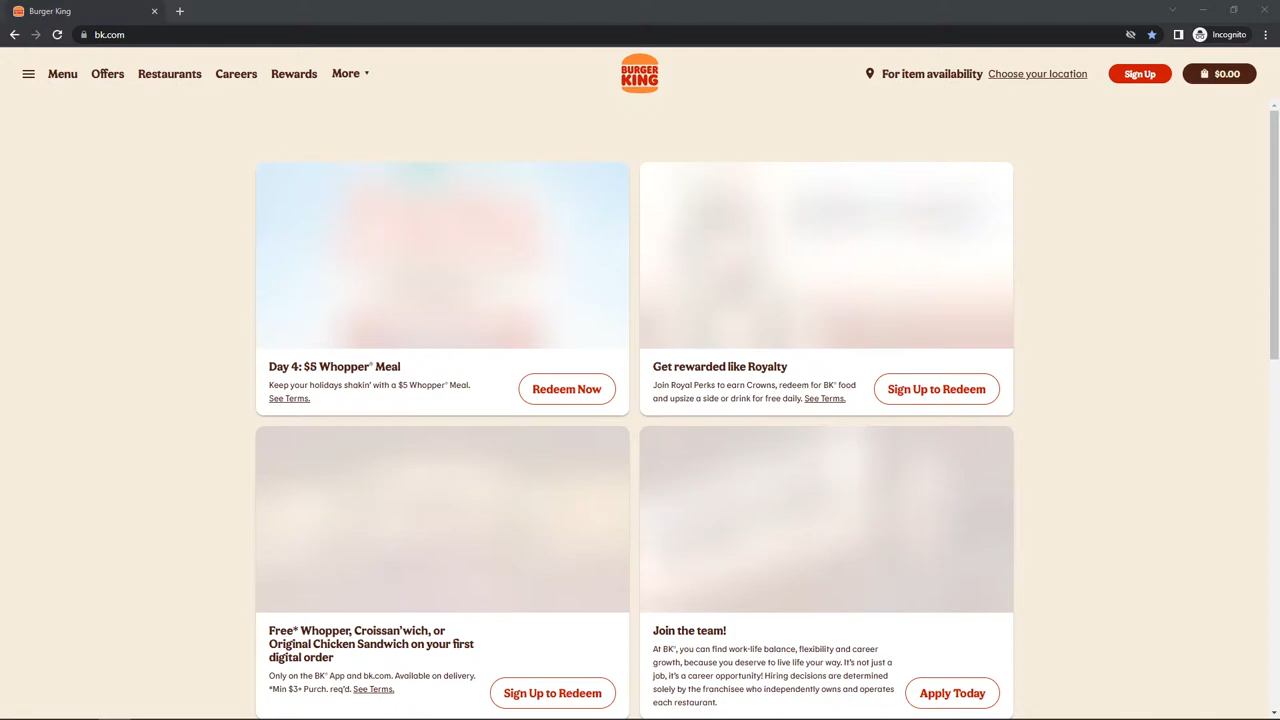 Burger King
bk.com
Incognito
Menu
Offers
Restaurants
Careers
Rewards
More
BURGER
KING
For item availability
Choose your location
Sign Up
$0.00
Day 4: $5 Whopper® Meal
Keep your holidays shakin' with a $5 Whopper® Meal.
See Terms.
Redeem Now
Get rewarded like Royalty
Join Royal Perks to earn Crowns, redeem for BK® food
and upsize a side or drink for free daily. See Terms.
Sign Up to Redeem
Free* Whopper, Croissan'wich, or
Original Chicken Sandwich on your first
digital order
Only on the BK® App and bk.com. Available on delivery.
*Min $3+ Purch. req'd. See Terms.
Sign Up to Redeem
Join the team!
At BK®, you can find work-life balance, flexibility and career
growth, because you deserve to live life your way. It's not just a
job, it's a career opportunity! Hiring decisions are determined
solely by the franchisee who independently owns and operates
each restaurant.
Apply Today